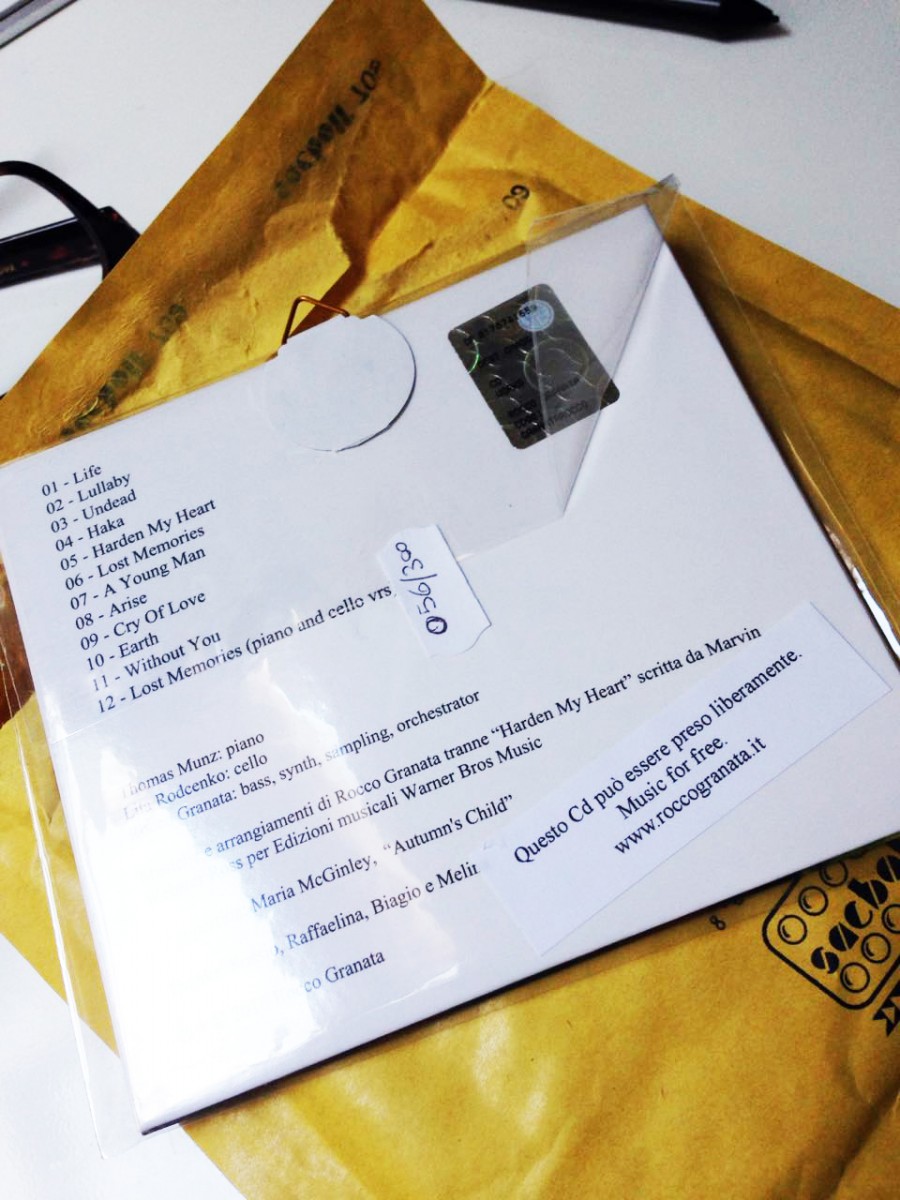 01 - Life
02 - Lullaby
03 - Undead
04 - Haka
05 - Harden My Heart
06 - Lost Memories
07 - A Young Man
08 - Arise
09 - Cry Of Love
10 - Earth
11 - Without You
12 - Lost Memories (piano and cello vrs
056/300
Thomas Munz: piano
Rodcenko: cello
Granata: bass, synth, sampling, orchestrator
e arrangiamenti di Rocco Granata tranne “Harden My Heart” scritta da Marvin
ss per Edizioni musicali Warner Bros Music
Maria McGinley, “Autumn's Child”
Raffaelina, Biagio e
co Granata
Questo Cd può essere preso liberamente.
Music for free.
www.roccogranata.it